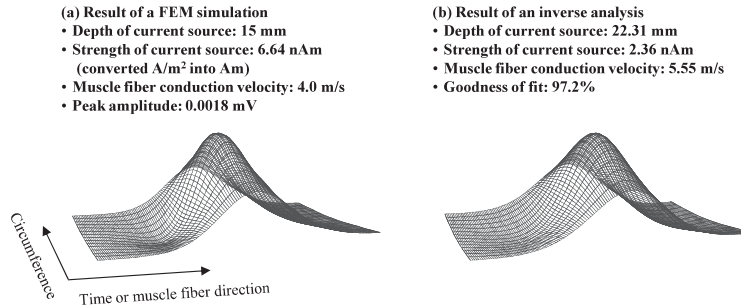 (a) Result of a FEM simulation
• Depth of current source: 15 mm
• Strength of current source: 6.64 nAm
(converted A/m² into Am)
• Muscle fiber conduction velocity: 4.0 m/s
• Peak amplitude: 0.0018 mV
(b) Result of an inverse analysis
• Depth of current source: 22.31 mm
• Strength of current source: 2.36 nAm
• Muscle fiber conduction velocity: 5.55 m/s
• Goodness of fit: 97.2%
Circumference
Time or muscle fiber direction